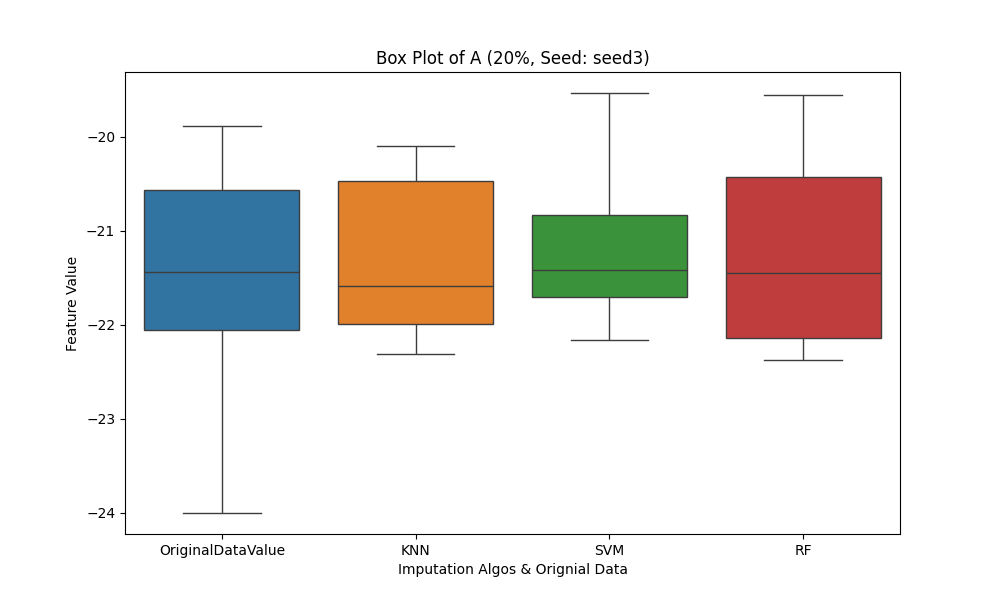 Box Plot of A (20%, Seed: seed3)
−20
−21
−22
−23
−24
Feature Value
OriginalDataValue KNN SVM RF
Imputation Algos & Orignial Data